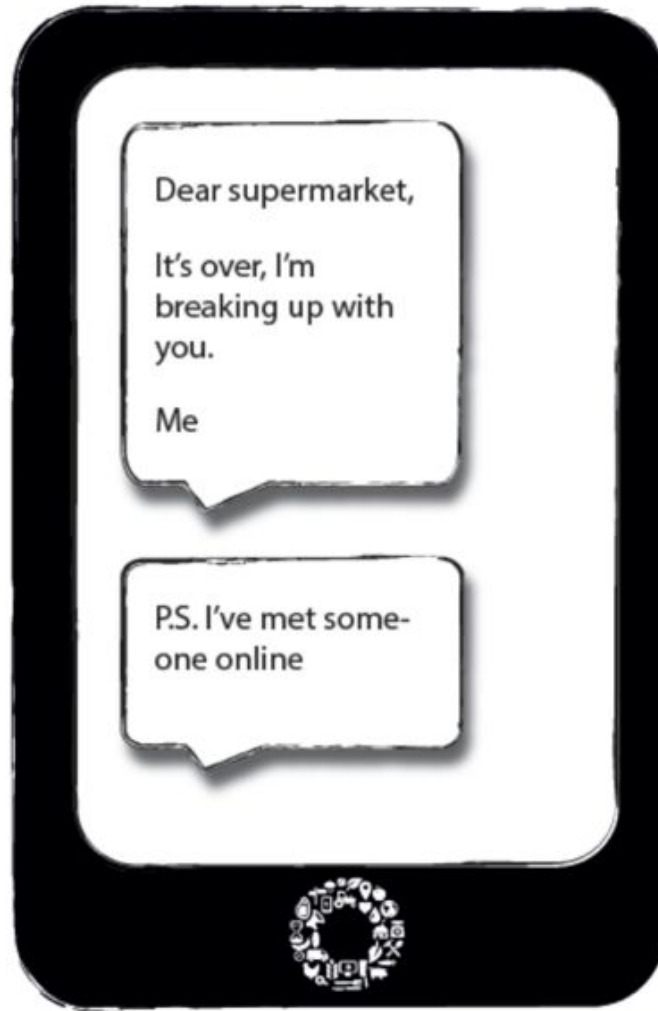 Dear supermarket,
It's over, I'm
breaking up with
you.
Me
P.S. I've met some-
one online